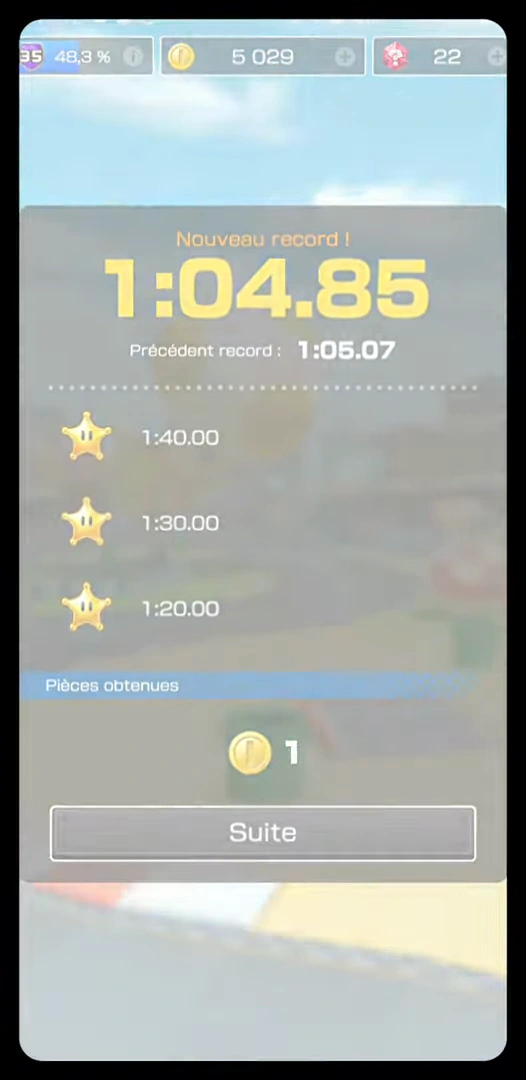 35 48,3 % 5 029 22
Nouveau record !
1:04.85
Précédent record : 1:05.07
1:40.00
1:30.00
1:20.00
Pièces obtenues
1
Suite